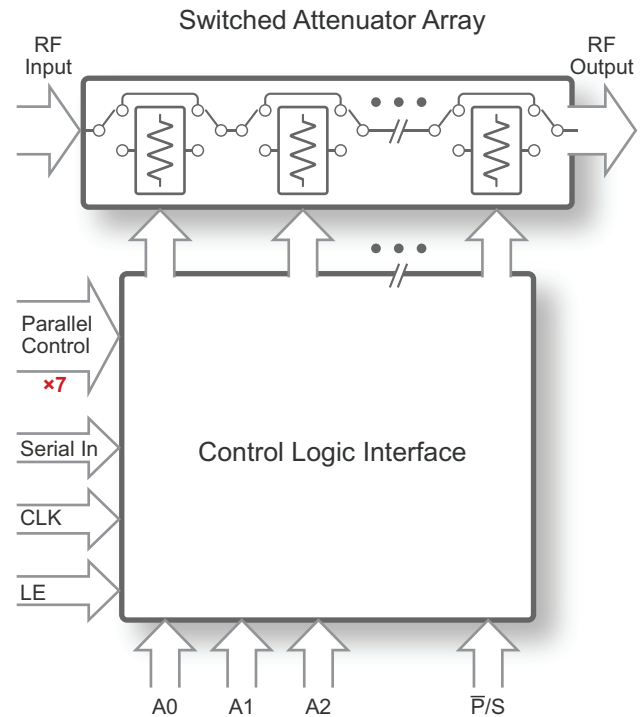 Switched Attenuator Array
RF
Input
RF
Output
Parallel
Control
×7
Serial In
Control Logic Interface
CLK
LE
A0
A1
A2
P̅/S